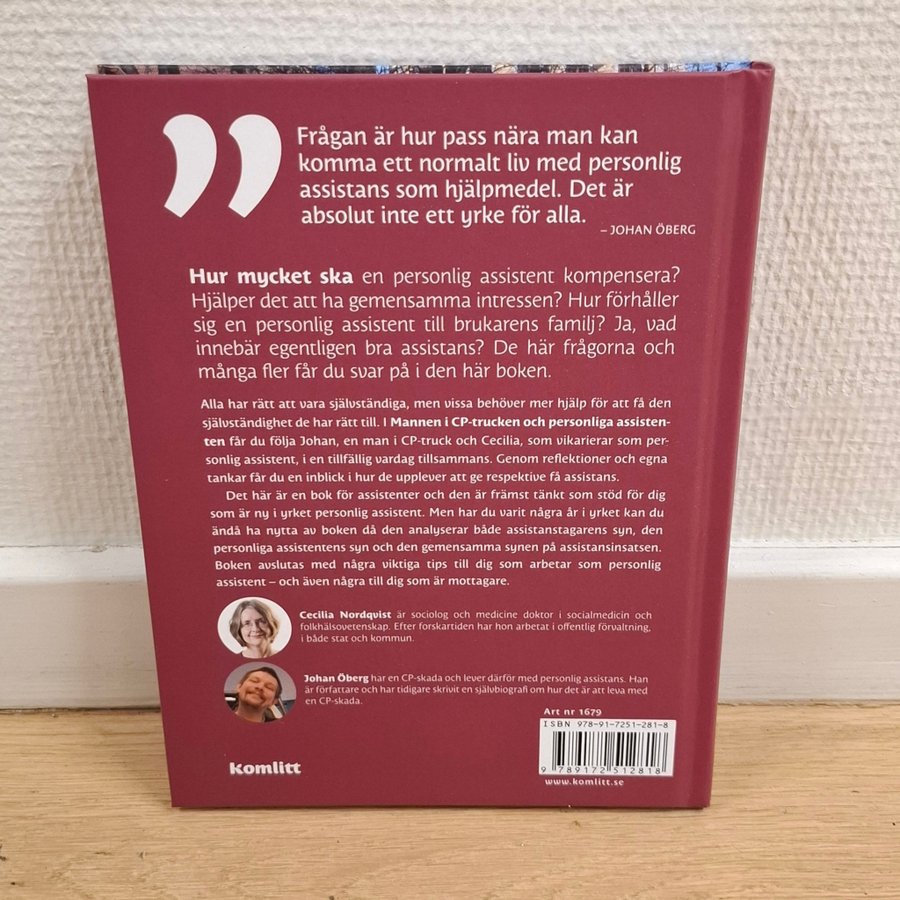 Frågan är hur pass nära man kan
komma ett normalt liv med personlig
assistans som hjälpmedel. Det är
absolut inte ett yrke för alla.
– JOHAN ÖBERG
Hur mycket ska en personlig assistent kompensera?
Hjälper det att ha gemensamma intressen? Hur förhåller
sig en personlig assistent till brukarens familj? Ja, vad
innebär egentligen bra assistans? De här frågorna och
många fler får du svar på i den här boken.
Alla har rätt att vara självständiga, men vissa behöver mer hjälp för att få den
självständighet de har rätt till. I Mannen i CP-trucken och personliga assisten-
ten får du följa Johan, en man i CP-truck och Cecilia, som vikarierar som per-
sonlig assistent, i en tillfällig vardag tillsammans. Genom reflektioner och egna
tankar får du en inblick i hur de upplever att ge respektive få assistans.
Det här är en bok för assistenter och den är främst tänkt som stöd för dig
som är ny i yrket personlig assistent. Men har du varit några år i yrket kan du
ändå ha nytta av boken då den analyserar både assistanstagarens syn, den
personliga assistentens syn och den gemensamma synen på assistansinsatsen.
Boken avslutas med några viktiga tips till dig som arbetar som personlig
assistent – och även några till dig som är mottagare.
Cecilia Nordqvist är sociolog och medicine doktor i socialmedicin och
folkhälsovetenskap. Efter forskartiden har hon arbetat i offentlig förvaltning,
i både stat och kommun.
Johan Öberg har en CP-skada och lever därför med personlig assistans. Han
är författare och har tidigare skrivit en självbiografi om hur det är att leva med
en CP-skada.
Art nr 1679
ISBN 978-91-7251-281-8
9 789172 512818
komlitt
www.komlitt.se